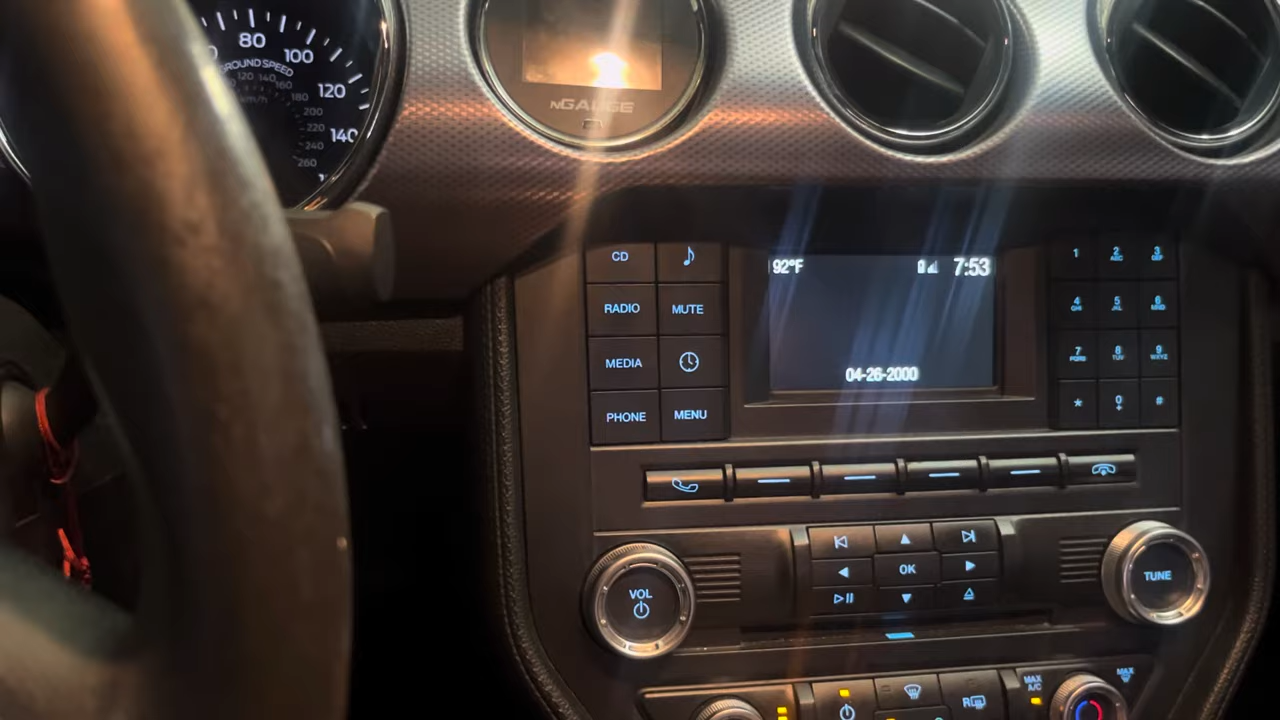 80
100
GROUND SPEED
120 140 160
120
km/h
180
200
220
140
240
260
nGAUGE
CD
RADIO
MUTE
MEDIA
PHONE
MENU
92°F
7:53
04-26-2000
1
2 ABC
3 DEF
4 GHI
5 JKL
6 MNO
7 PQRS
8 TUV
9 WXYZ
*
0 +
#
VOL
OK
TUNE
R
MAX
A/C
MAX